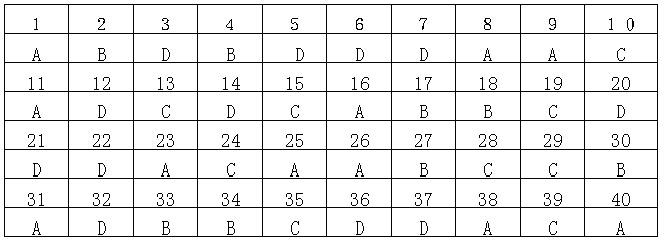 1 2 3 4 5 6 7 8 9 1 0
A B D B D D D A A C
11 12 13 14 15 16 17 18 19 20
A D C D C A B B C D
21 22 23 24 25 26 27 28 29 30
D D A C A A B C C B
31 32 33 34 35 36 37 38 39 40
A D B B C D D A C A